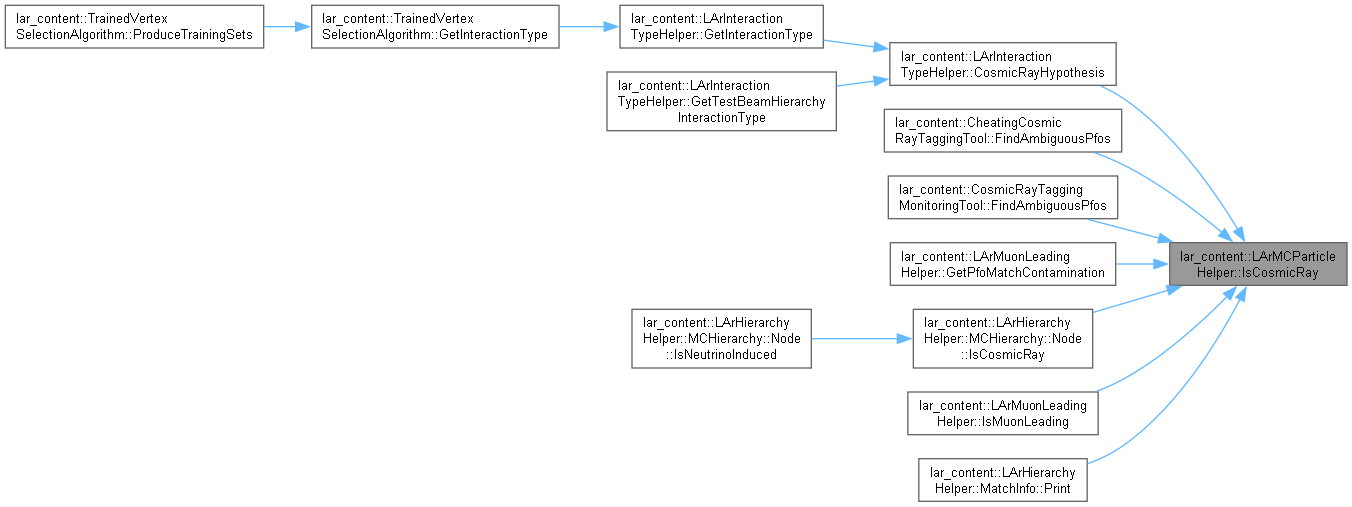 lar_content::TrainedVertex
SelectionAlgorithm::ProduceTrainingSets
lar_content::TrainedVertex
SelectionAlgorithm::GetInteractionType
lar_content::LArInteraction
TypeHelper::GetInteractionType
lar_content::LArInteraction
TypeHelper::CosmicRayHypothesis
lar_content::LArInteraction
TypeHelper::GetTestBeamHierarchy
InteractionType
lar_content::CheatingCosmic
RayTaggingTool::FindAmbiguousPfos
lar_content::CosmicRayTagging
MonitoringTool::FindAmbiguousPfos
lar_content::LArMuonLeading
Helper::GetPfoMatchContamination
lar_content::LArMCParticle
Helper::IsCosmicRay
lar_content::LArHierarchy
Helper::MCHierarchy::Node
::IsNeutrinoInduced
lar_content::LArHierarchy
Helper::MCHierarchy::Node
::IsCosmicRay
lar_content::LArMuonLeading
Helper::IsMuonLeading
lar_content::LArHierarchy
Helper::MatchInfo::Print